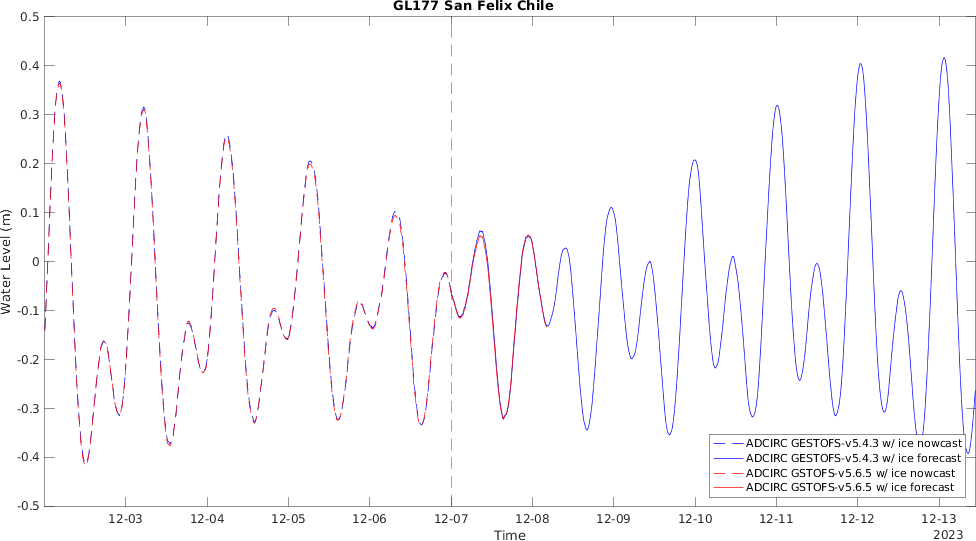 GL177 San Felix Chile
0.5
0.4
0.3
0.2
0.1
0
-0.1
-0.2
-0.3
-0.4
-0.5
Water Level (m)
ADCIRC GESTOFS-v5.4.3 w/ ice nowcast
ADCIRC GESTOFS-v5.4.3 w/ ice forecast
ADCIRC GSTOFS-v5.6.5 w/ ice nowcast
ADCIRC GSTOFS-v5.6.5 w/ ice forecast
12-03 12-04 12-05 12-06 12-07 12-08 12-09 12-10 12-11 12-12 12-13
Time
2023